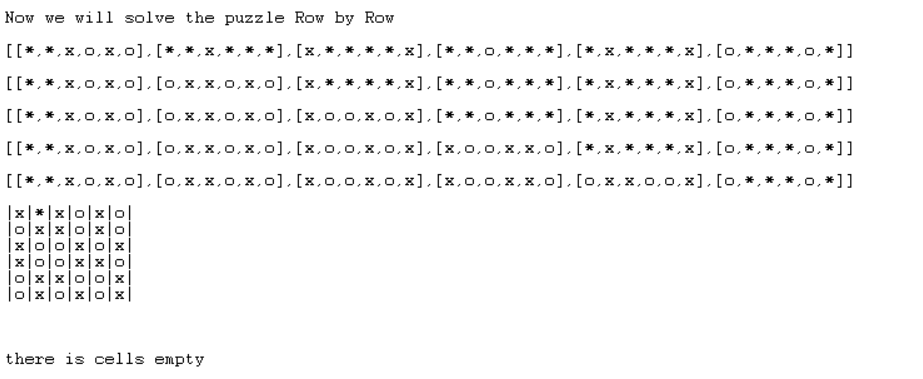 Now we will solve the puzzle Row by Row
[[*,*,x,o,x,o],[*,*,x,*,*,*],[x,*,*,*,*,x],[*,*,o,*,*,*],[*,x,*,*,*,x],[o,*,*,*,o,*]]
[[*,*,x,o,x,o],[o,x,x,o,x,o],[x,*,*,*,*,x],[*,*,o,*,*,*],[*,x,*,*,*,x],[o,*,*,*,o,*]]
[[*,*,x,o,x,o],[o,x,x,o,x,o],[x,o,o,x,o,x],[*,*,o,*,*,*],[*,x,*,*,*,x],[o,*,*,*,o,*]]
[[*,*,x,o,x,o],[o,x,x,o,x,o],[x,o,o,x,o,x],[x,o,o,x,x,o],[*,x,*,*,*,x],[o,*,*,*,o,*]]
[[*,*,x,o,x,o],[o,x,x,o,x,o],[x,o,o,x,o,x],[x,o,o,x,x,o],[o,x,x,o,o,x],[o,*,*,*,o,*]]
|x|*|x|o|x|o|
|o|x|x|o|x|o|
|x|o|o|x|o|x|
|x|o|o|x|x|o|
|o|x|x|o|o|x|
|o|x|o|x|o|x|
there is cells empty